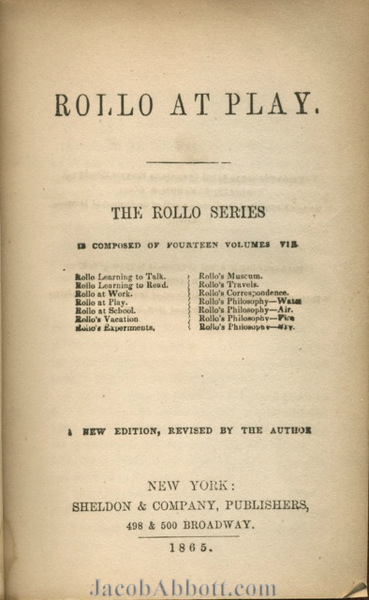 ROLLO AT PLAY.
THE ROLLO SERIES
IS COMPOSED OF FOURTEEN VOLUMES VIZ.
Rollo Learning to Talk.
Rollo Learning to Read.
Rollo at Work.
Rollo at Play.
Rollo at School.
Rollo's Vacation
Rollo's Experiments,
Rollo's Museum.
Rollo's Travels.
Rollo's Correspondence.
Rollo's Philosophy—Water
Rollo's Philosophy—Air.
Rollo's Philosophy—Fire
Rollo's Philosophy—Sky.
A NEW EDITION, REVISED BY THE AUTHOR
NEW YORK:
SHELDON & COMPANY, PUBLISHERS,
498 & 500 BROADWAY.
1865.
JacobAbbott.com